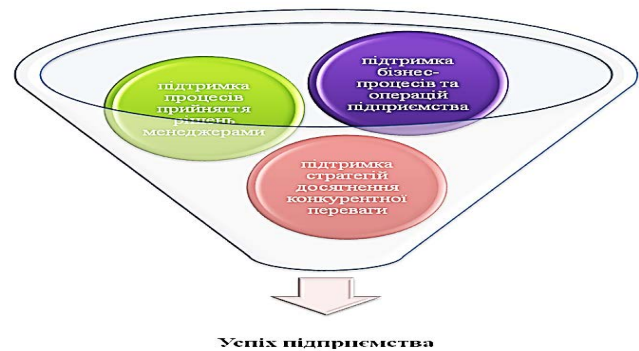 підтримка
процесів
прийняття
рішень
менеджерами
підтримка
бізнес-
процесів та
операцій
підприємства
підтримка
стратегій
досягнення
конкурентної
переваги
Успіх підприємства